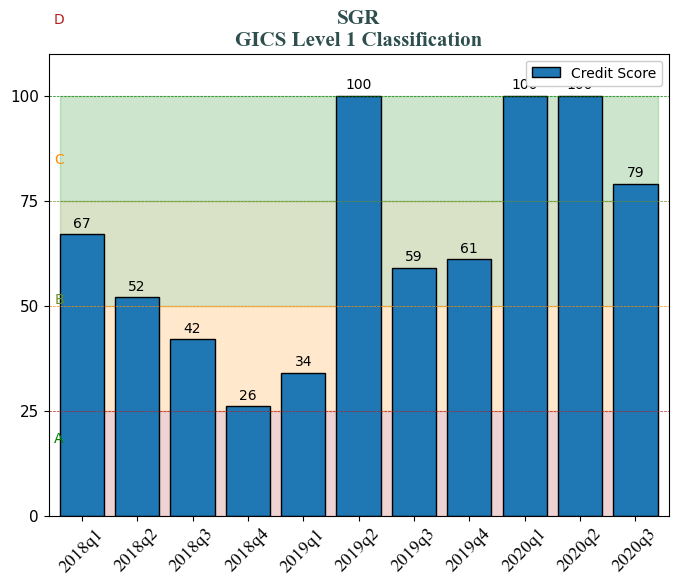 D
SGR
GICS Level 1 Classification
Credit Score
100
100
100
100
C
79
75
67
61
59
52
B
50
42
34
26
25
A
0
2018q1
2018q2
2018q3
2018q4
2019q1
2019q2
2019q3
2019q4
2020q1
2020q2
2020q3